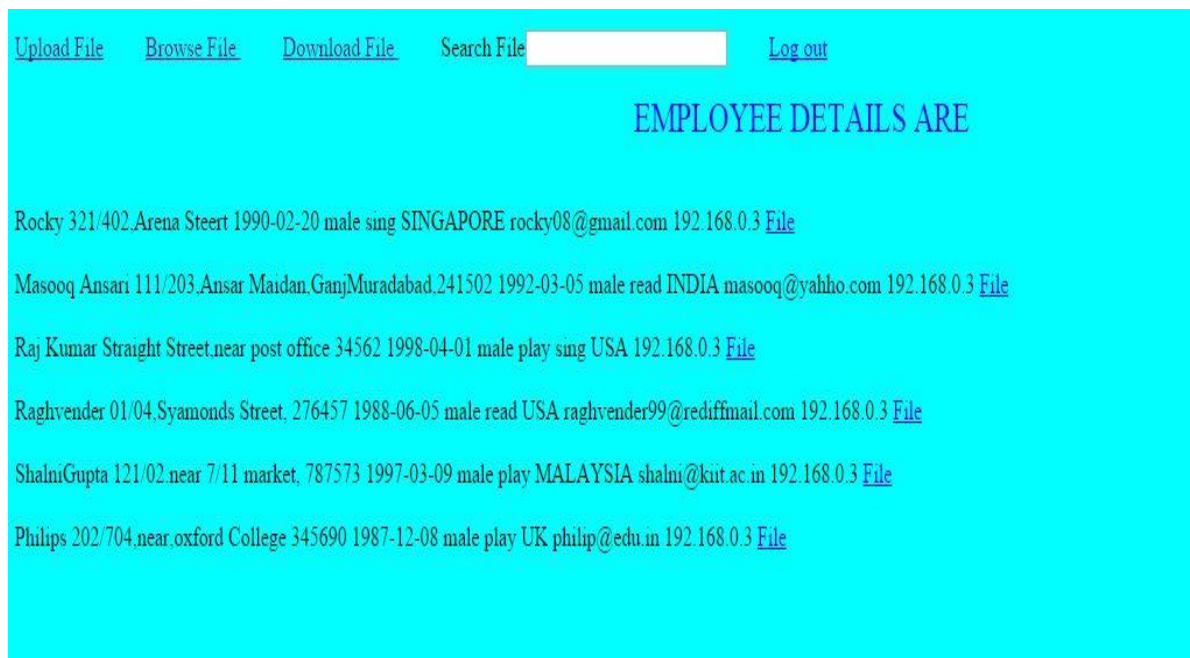 Upload File Browse File Download File Search File Log out
EMPLOYEE DETAILS ARE
Rocky 321/402,Arena Steert 1990-02-20 male sing SINGAPORE rocky08@gmail.com 192.168.0.3 File
Masooq Ansari 111/203,Ansar Maidan,GanjMuradabad,241502 1992-03-05 male read INDIA masooq@yahho.com 192.168.0.3 File
Raj Kumar Straight Street,near post office 34562 1998-04-01 male play sing USA 192.168.0.3 File
Raghvender 01/04,Syamonds Street, 276457 1988-06-05 male read USA raghvender99@rediffmail.com 192.168.0.3 File
ShalniGupta 121/02.near 7/11 market, 787573 1997-03-09 male play MALAYSIA shalni@kiit.ac.in 192.168.0.3 File
Philips 202/704,near,oxford College 345690 1987-12-08 male play UK philip@edu.in 192.168.0.3 File